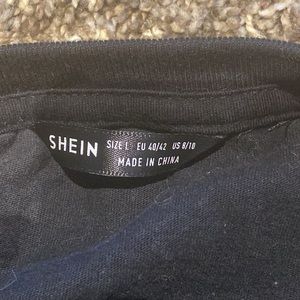 SHEIN
SIZE L EU 40/42 US 8/10
MADE IN CHINA